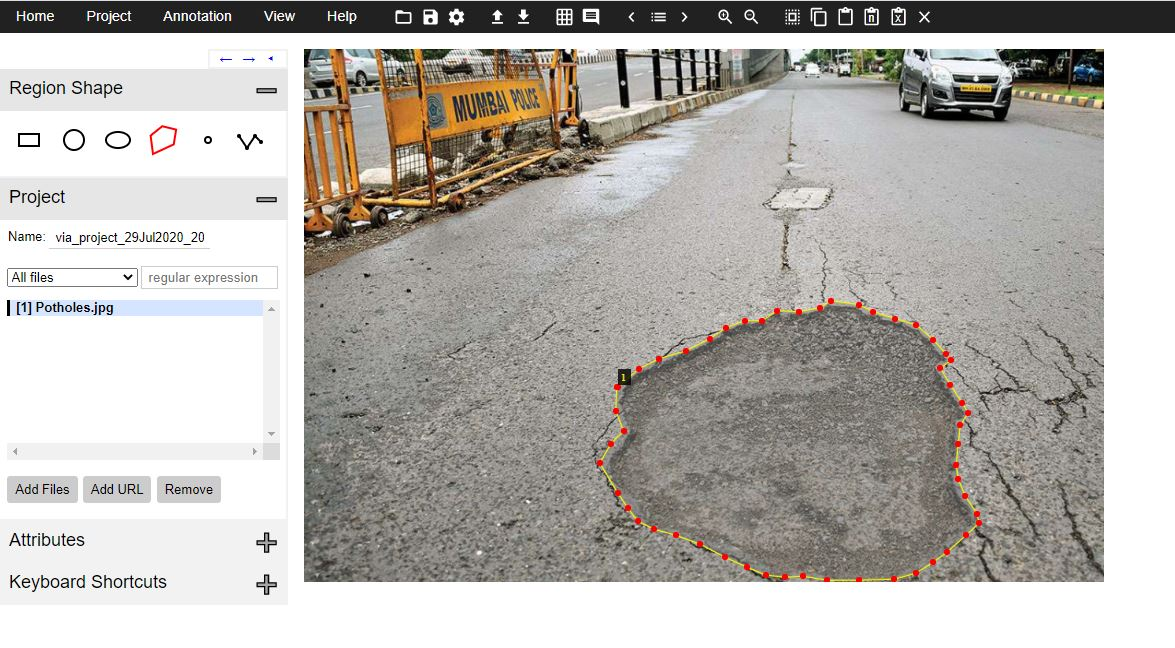 Home Project Annotation View Help
Region Shape
Project
Name: via_project_29Jul2020_20
All files regular expression
[1] Potholes.jpg
Add Files Add URL Remove
Attributes
Keyboard Shortcuts
MUMBAI POLICE
1